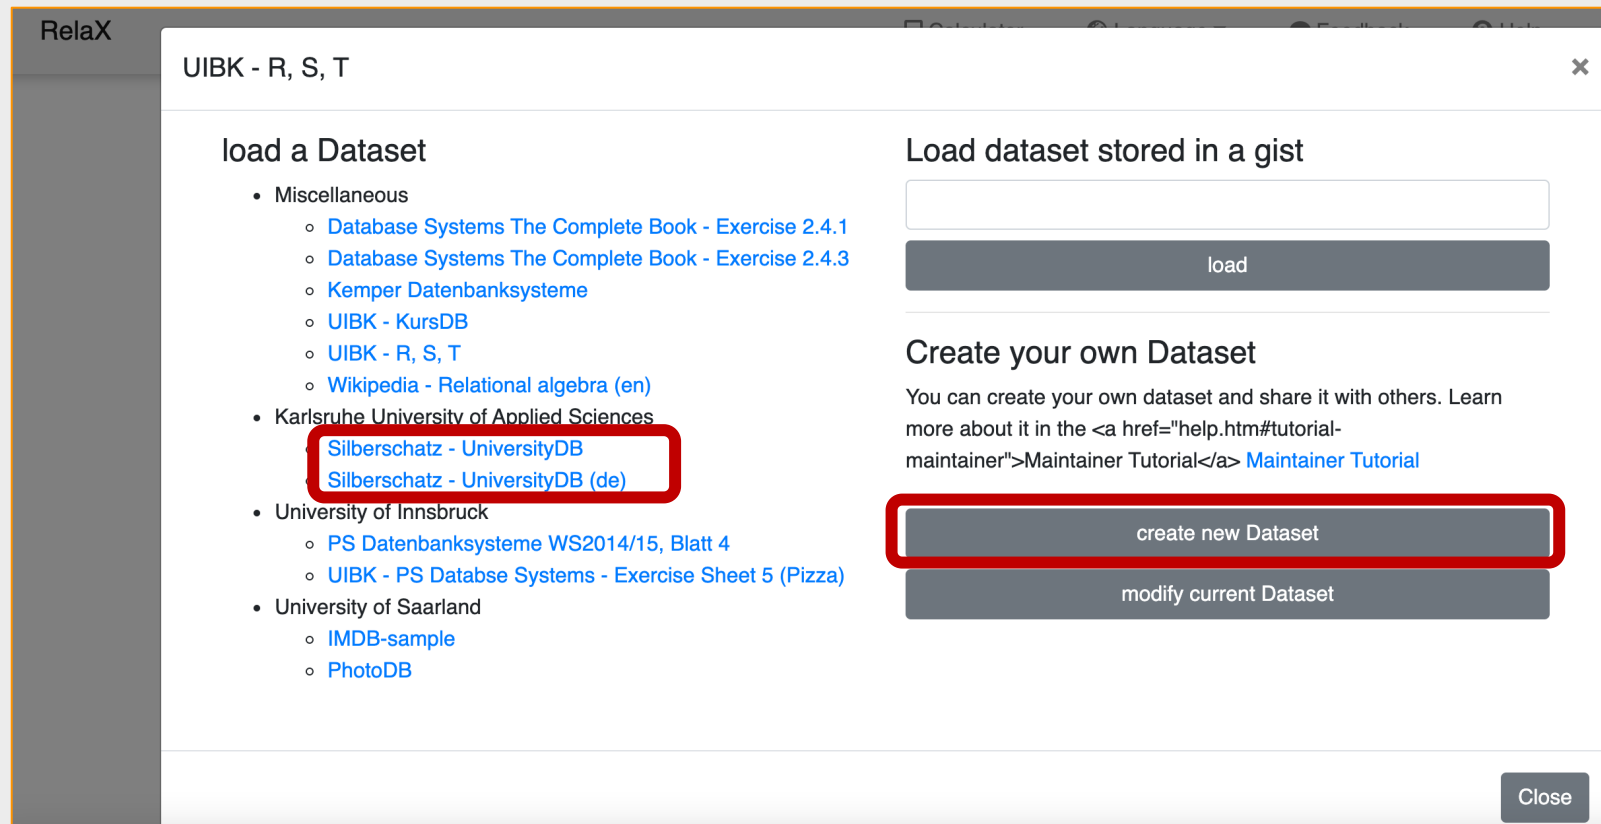 RelaX
UIBK - R, S, T
×
load a Dataset
Miscellaneous
Database Systems The Complete Book - Exercise 2.4.1
Database Systems The Complete Book - Exercise 2.4.3
Kemper Datenbanksysteme
UIBK - KursDB
UIBK - R, S, T
Wikipedia - Relational algebra (en)
Karlsruhe University of Applied Sciences
Silberschatz - UniversityDB
Silberschatz - UniversityDB (de)
University of Innsbruck
PS Datenbanksysteme WS2014/15, Blatt 4
UIBK - PS Databse Systems - Exercise Sheet 5 (Pizza)
University of Saarland
IMDB-sample
PhotoDB
Load dataset stored in a gist
load
Create your own Dataset
You can create your own dataset and share it with others. Learn
more about it in the <a href="help.htm#tutorial-
maintainer">Maintainer Tutorial</a> Maintainer Tutorial
create new Dataset
modify current Dataset
Close